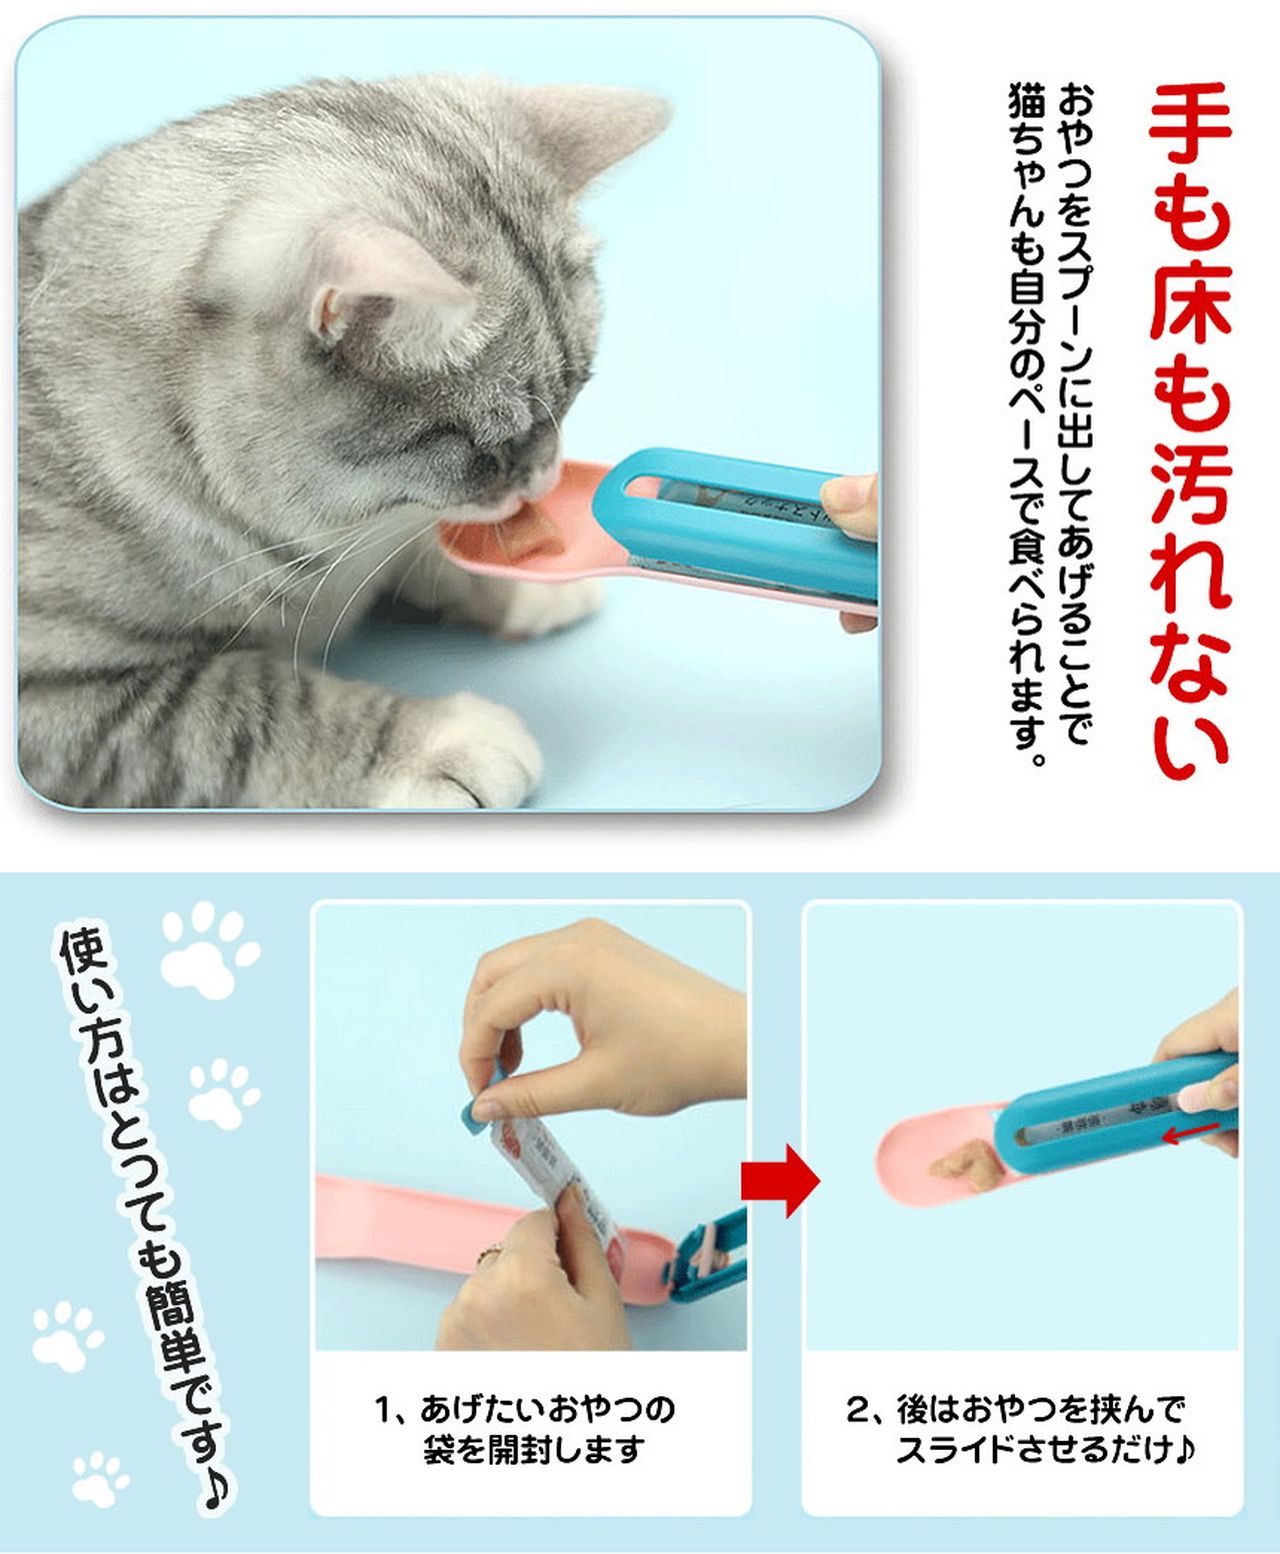 手も床も汚れない
おやつをスプーンに出してあげることで
猫ちゃんも自分のペースで食べられます。
使い方はとっても簡単です♪
1、あげたいおやつの
袋を開封します
2、後はおやつを挟んで
スライドさせるだけ♪